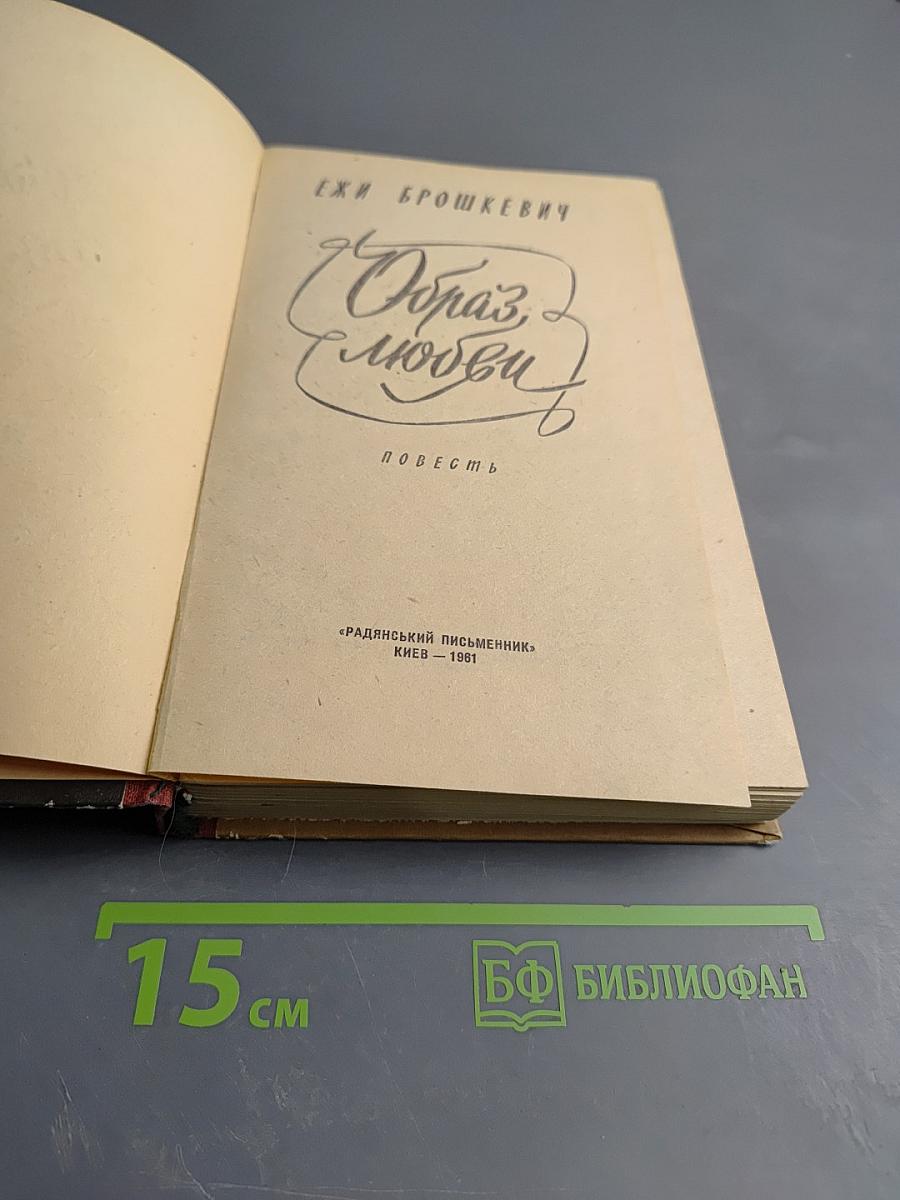 ЕЖИ БРОШКЕВИЧ
Образ
любви
ПОВЕСТЬ
«РАДЯНСЬКИЙ ПИСЬМЕННИК»
КИЕВ — 1961
15 см
БФ БИБЛИОФАН